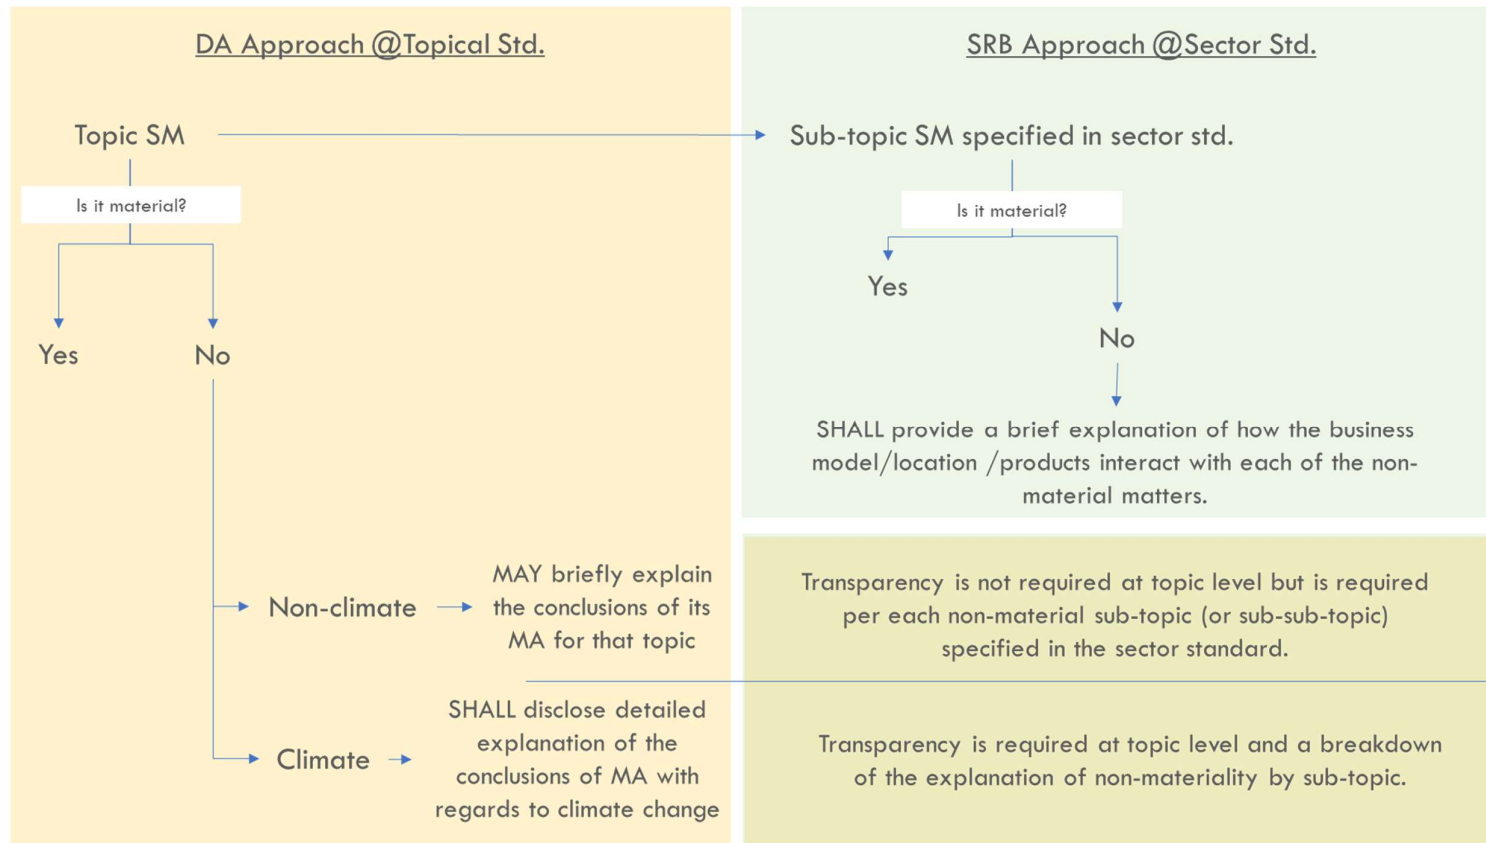 DA Approach @Topical Std.
Topic SM
Is it material?
Yes
No
Non-climate
MAY briefly explain
the conclusions of its
MA for that topic
Climate
SHALL disclose detailed
explanation of the
conclusions of MA with
regards to climate change
SRB Approach @Sector Std.
Sub-topic SM specified in sector std.
Is it material?
Yes
No
SHALL provide a brief explanation of how the business
model/location /products interact with each of the non-
material matters.
Transparency is not required at topic level but is required
per each non-material sub-topic (or sub-sub-topic)
specified in the sector standard.
Transparency is required at topic level and a breakdown
of the explanation of non-materiality by sub-topic.